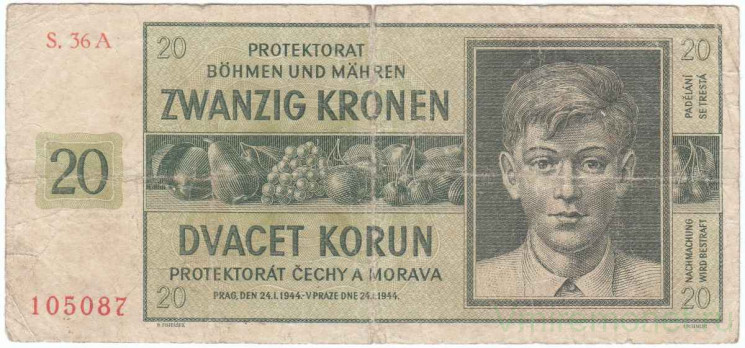 S. 36 A
20
PROTEKTORAT
BÖHMEN UND MÄHREN
ZWANZIG KRONEN
20
PADĚLÁNÍ
SE TRESTÁ
20
DVACET KORUN
PROTEKTORÁT ČECHY A MORAVA
NACHMACHUNG
WIRD BESTRAFT
105087
20
PRAG, DEN 24.I.1944.-V PRAZE DNE 24.I.1944.
20